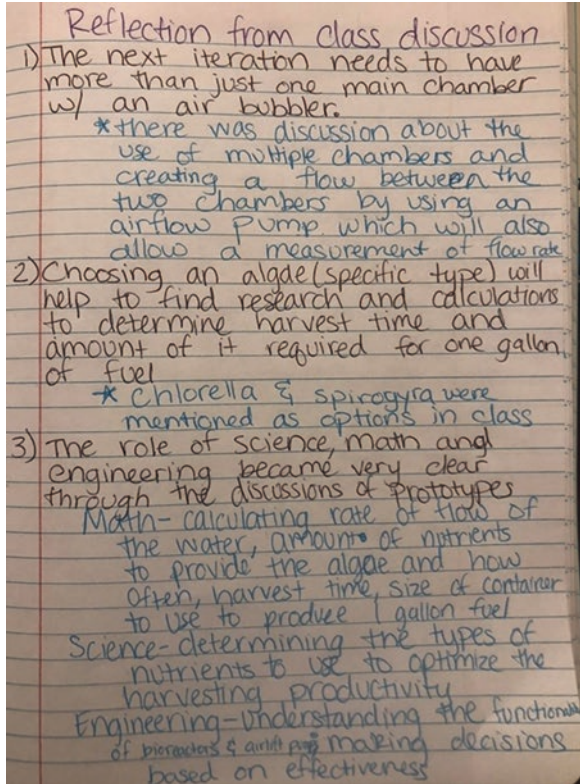 Reflection from class discussion
1) The next iteration needs to have
more than just one main chamber
w/ an air bubbler.
* there was discussion about the
use of multiple chambers and
creating a flow between the
two chambers by using an
airflow pump which will also
allow a measurement of flow rate
2) Choosing an algae (specific type) will
help to find research and calculations
to determine harvest time and
amount of it required for one gallon
of fuel
* Chlorella & spirogyra were
mentioned as options in class
3) The role of science, math and
engineering became very clear
through the discussions of prototypes
Math- calculating rate of flow of
the water, amount of nutrients
to provide the algae and how
often, harvest time, size of container
to use to produce 1 gallon fuel
Science- determining the types of
nutrients to use to optimize the
harvesting productivity
Engineering- Understanding the
of bioreactors & airlift making decisions
based on effectiveness